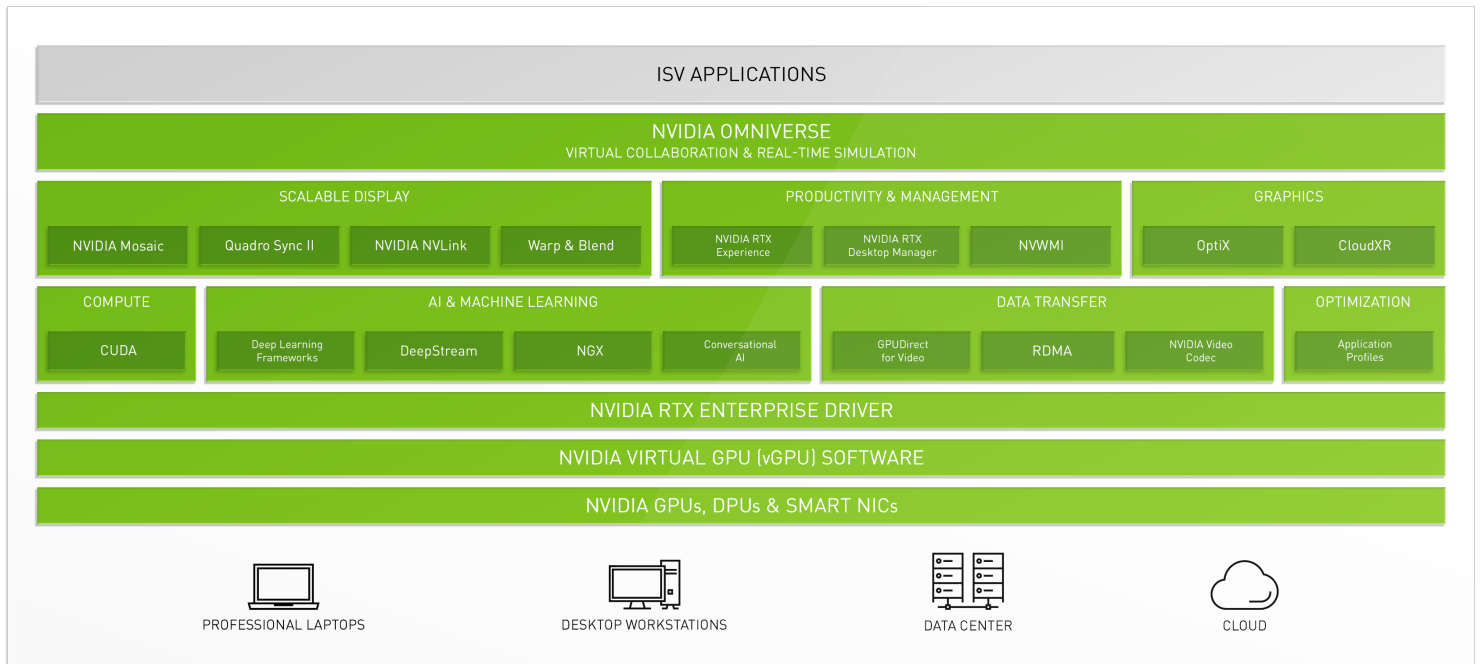 ISV APPLICATIONS
NVIDIA OMNIVERSE
VIRTUAL COLLABORATION & REAL-TIME SIMULATION
SCALABLE DISPLAY
NVIDIA Mosaic
Quadro Sync II
NVIDIA NVLink
Warp & Blend
PRODUCTIVITY & MANAGEMENT
NVIDIA RTX
Experience
NVIDIA RTX
Desktop Manager
NVWMI
GRAPHICS
OptiX
CloudXR
COMPUTE
CUDA
AI & MACHINE LEARNING
Deep Learning
Frameworks
DeepStream
NGX
Conversational
AI
DATA TRANSFER
GPUDirect
for Video
RDMA
NVIDIA Video
Codec
OPTIMIZATION
Application
Profiles
NVIDIA RTX ENTERPRISE DRIVER
NVIDIA VIRTUAL GPU (vGPU) SOFTWARE
NVIDIA GPUs, DPUs & SMART NICs
PROFESSIONAL LAPTOPS
DESKTOP WORKSTATIONS
DATA CENTER
CLOUD